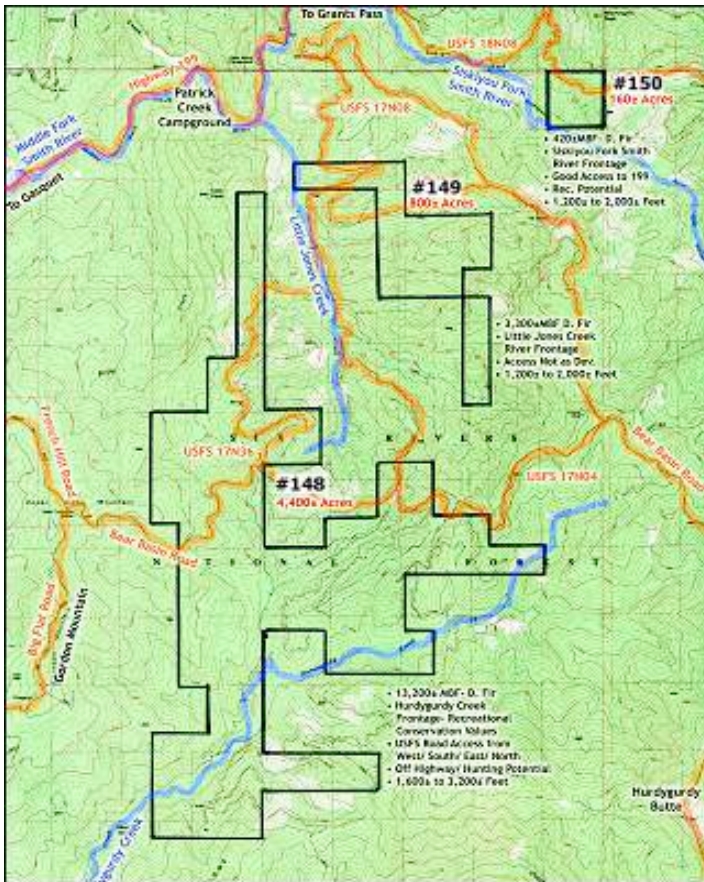 To Grants Pass
USFS 18N08
Highway 199
Siskiyou Fork
Smith River
#150
160± Acres
Patrick
Creek
Campground
USFS 17N08
Middle Fork
Smith River
To Gasquet
• 420±MBF- D. Fir
• Siskiyou Fork Smith
River Frontage
• Good Access to 199
• Rec. Potential
• 1,200± to 2,000± Feet
#149
800± Acres
Little Jones Creek
• 3,300±MBF D. Fir
• Little Jones Creek
River Frontage
• Access Not as Dev.
• 1,200± to 2,000± Feet
French Hill Road
S I X R I V E R S
USFS 17N36
#148
4,400± Acres
USFS 17N04
Bear Basin Road
Bear Basin Road
N A T I O N A L F O R E S T
Big Flat Road
Gordon Mountain
• 13,200± MBF- D. Fir
• Hurdygurdy Creek
Frontage- Recreational
Conservation Values
• USFS Road Access from
West/ South/ East/ North
• Off Highway/ Hunting Potential
• 1,600± to 3,200± Feet
Hurdygurdy
Butte